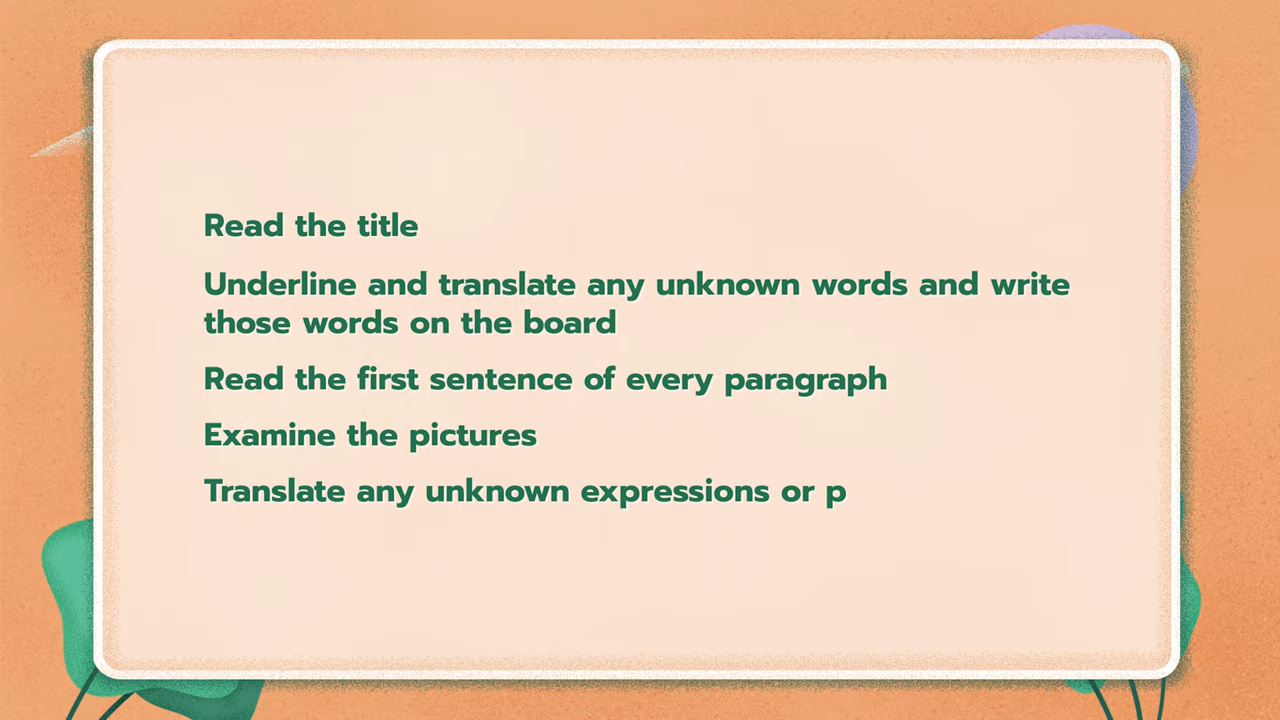 Read the title
Underline and translate any unknown words and write
those words on the board
Read the first sentence of every paragraph
Examine the pictures
Translate any unknown expressions or p